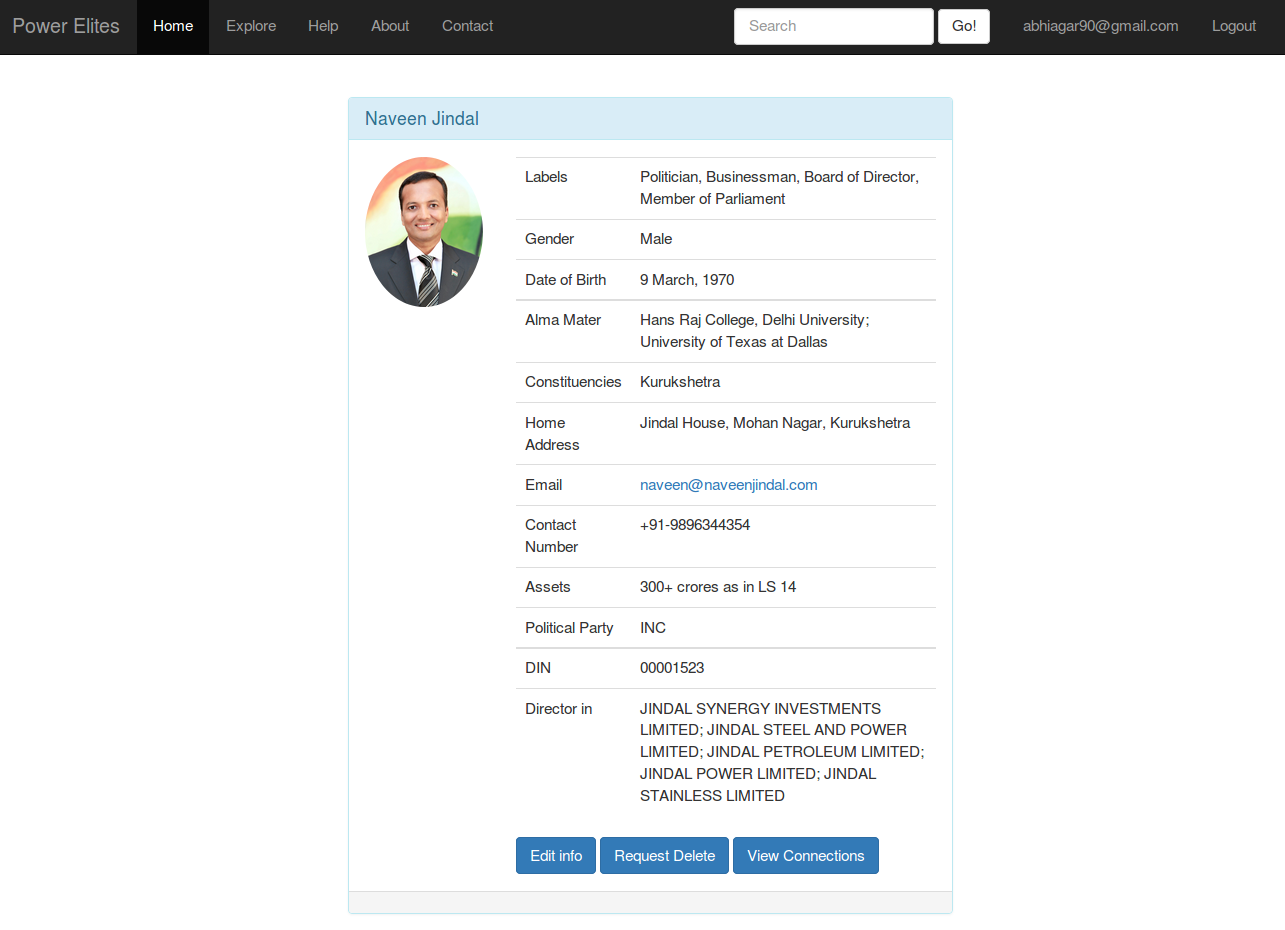 Power Elites Home Explore Help About Contact Search Go! abhiagar90@gmail.com Logout
Naveen Jindal
Labels Politician, Businessman, Board of Director,
Member of Parliament
Gender Male
Date of Birth 9 March, 1970
Alma Mater Hans Raj College, Delhi University;
University of Texas at Dallas
Constituencies Kurukshetra
Home Jindal House, Mohan Nagar, Kurukshetra
Address
Email naveen@naveenjindal.com
Contact +91-9896344354
Number
Assets 300+ crores as in LS 14
Political Party INC
DIN 00001523
Director in JINDAL SYNERGY INVESTMENTS
LIMITED; JINDAL STEEL AND POWER
LIMITED; JINDAL PETROLEUM LIMITED;
JINDAL POWER LIMITED; JINDAL
STAINLESS LIMITED
Edit info Request Delete View Connections